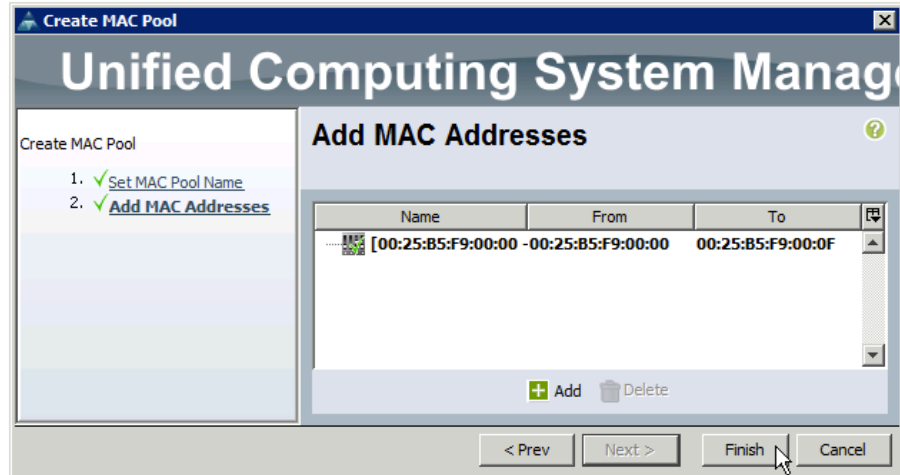 Create MAC Pool
Unified Computing System Manag
Create MAC Pool
1. Set MAC Pool Name
2. Add MAC Addresses
Add MAC Addresses
Name From To
[00:25:B5:F9:00:00 - 00:25:B5:F9:00:00 00:25:B5:F9:00:0F
Add Delete
< Prev Next > Finish Cancel